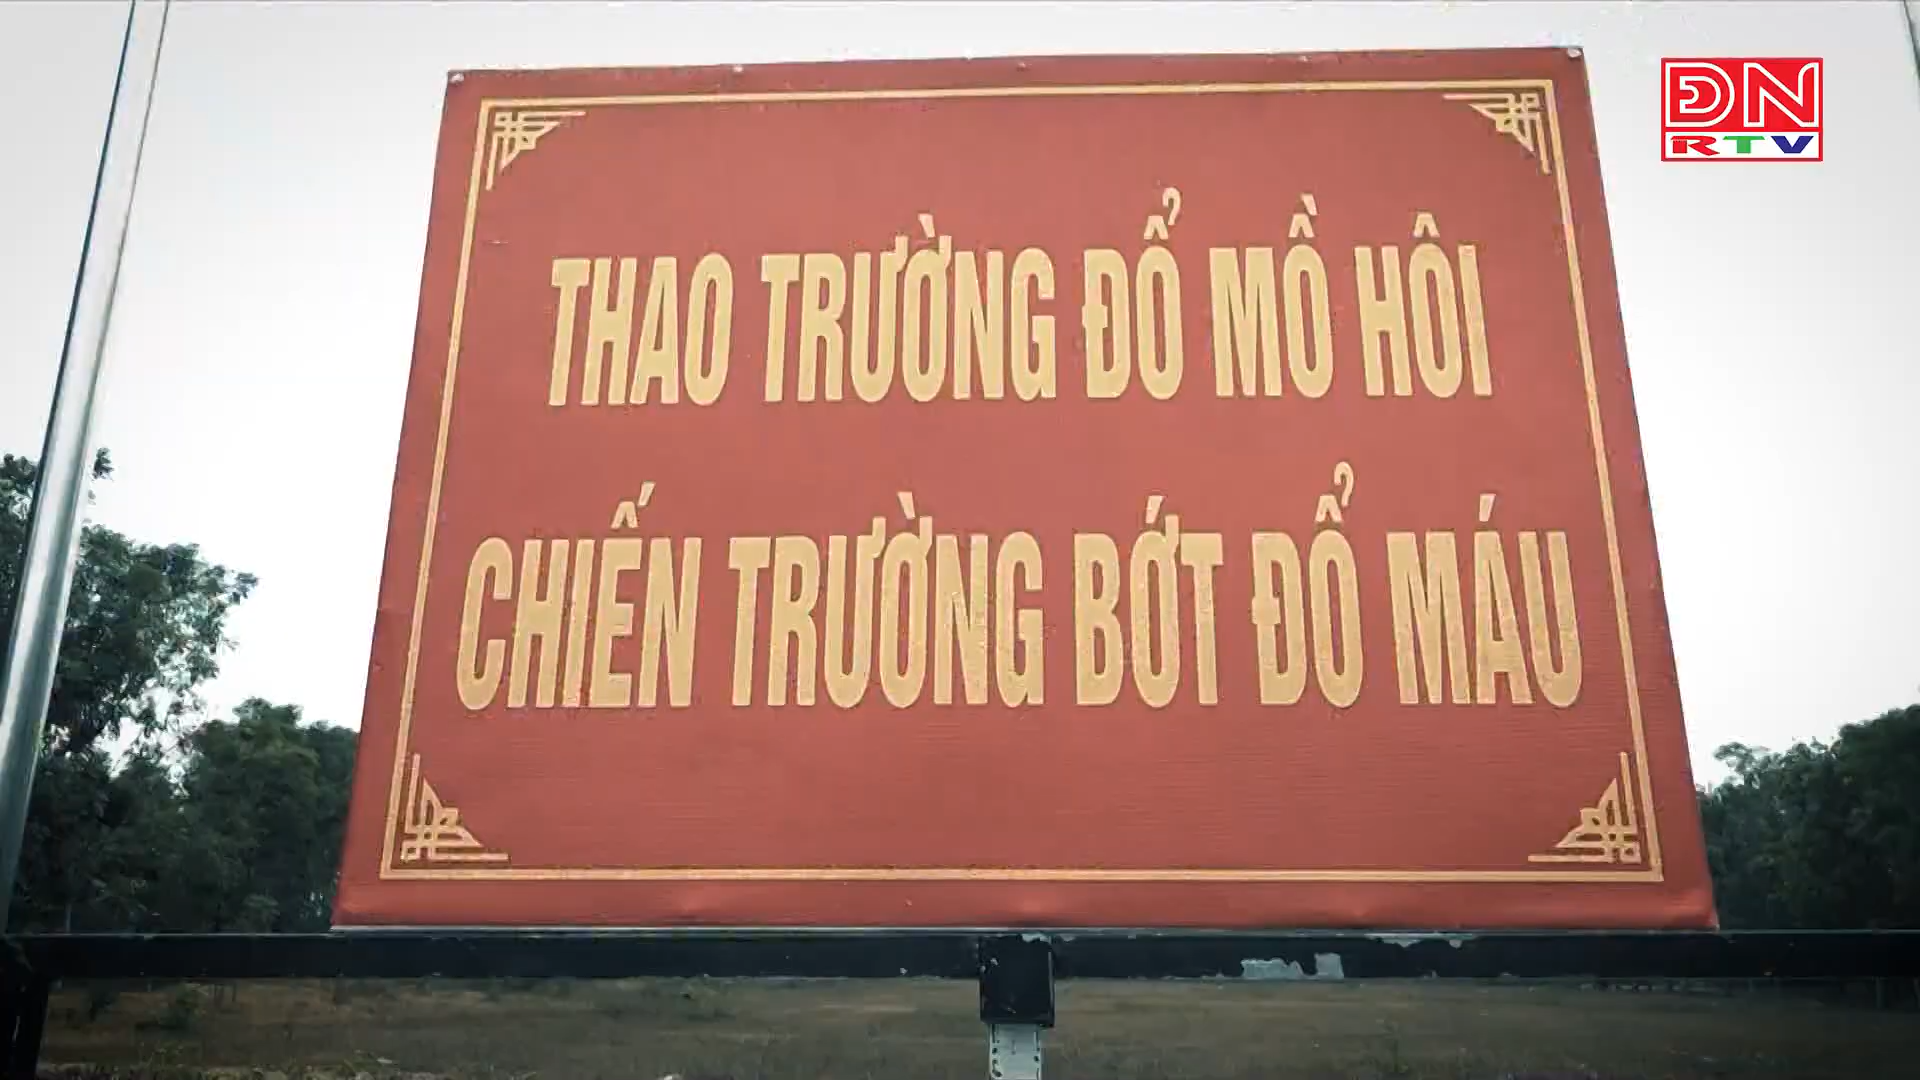 ĐN
RTV
THAO TRƯỜNG ĐỔ MỒ HÔI
CHIẾN TRƯỜNG BỚT ĐỔ MÁU